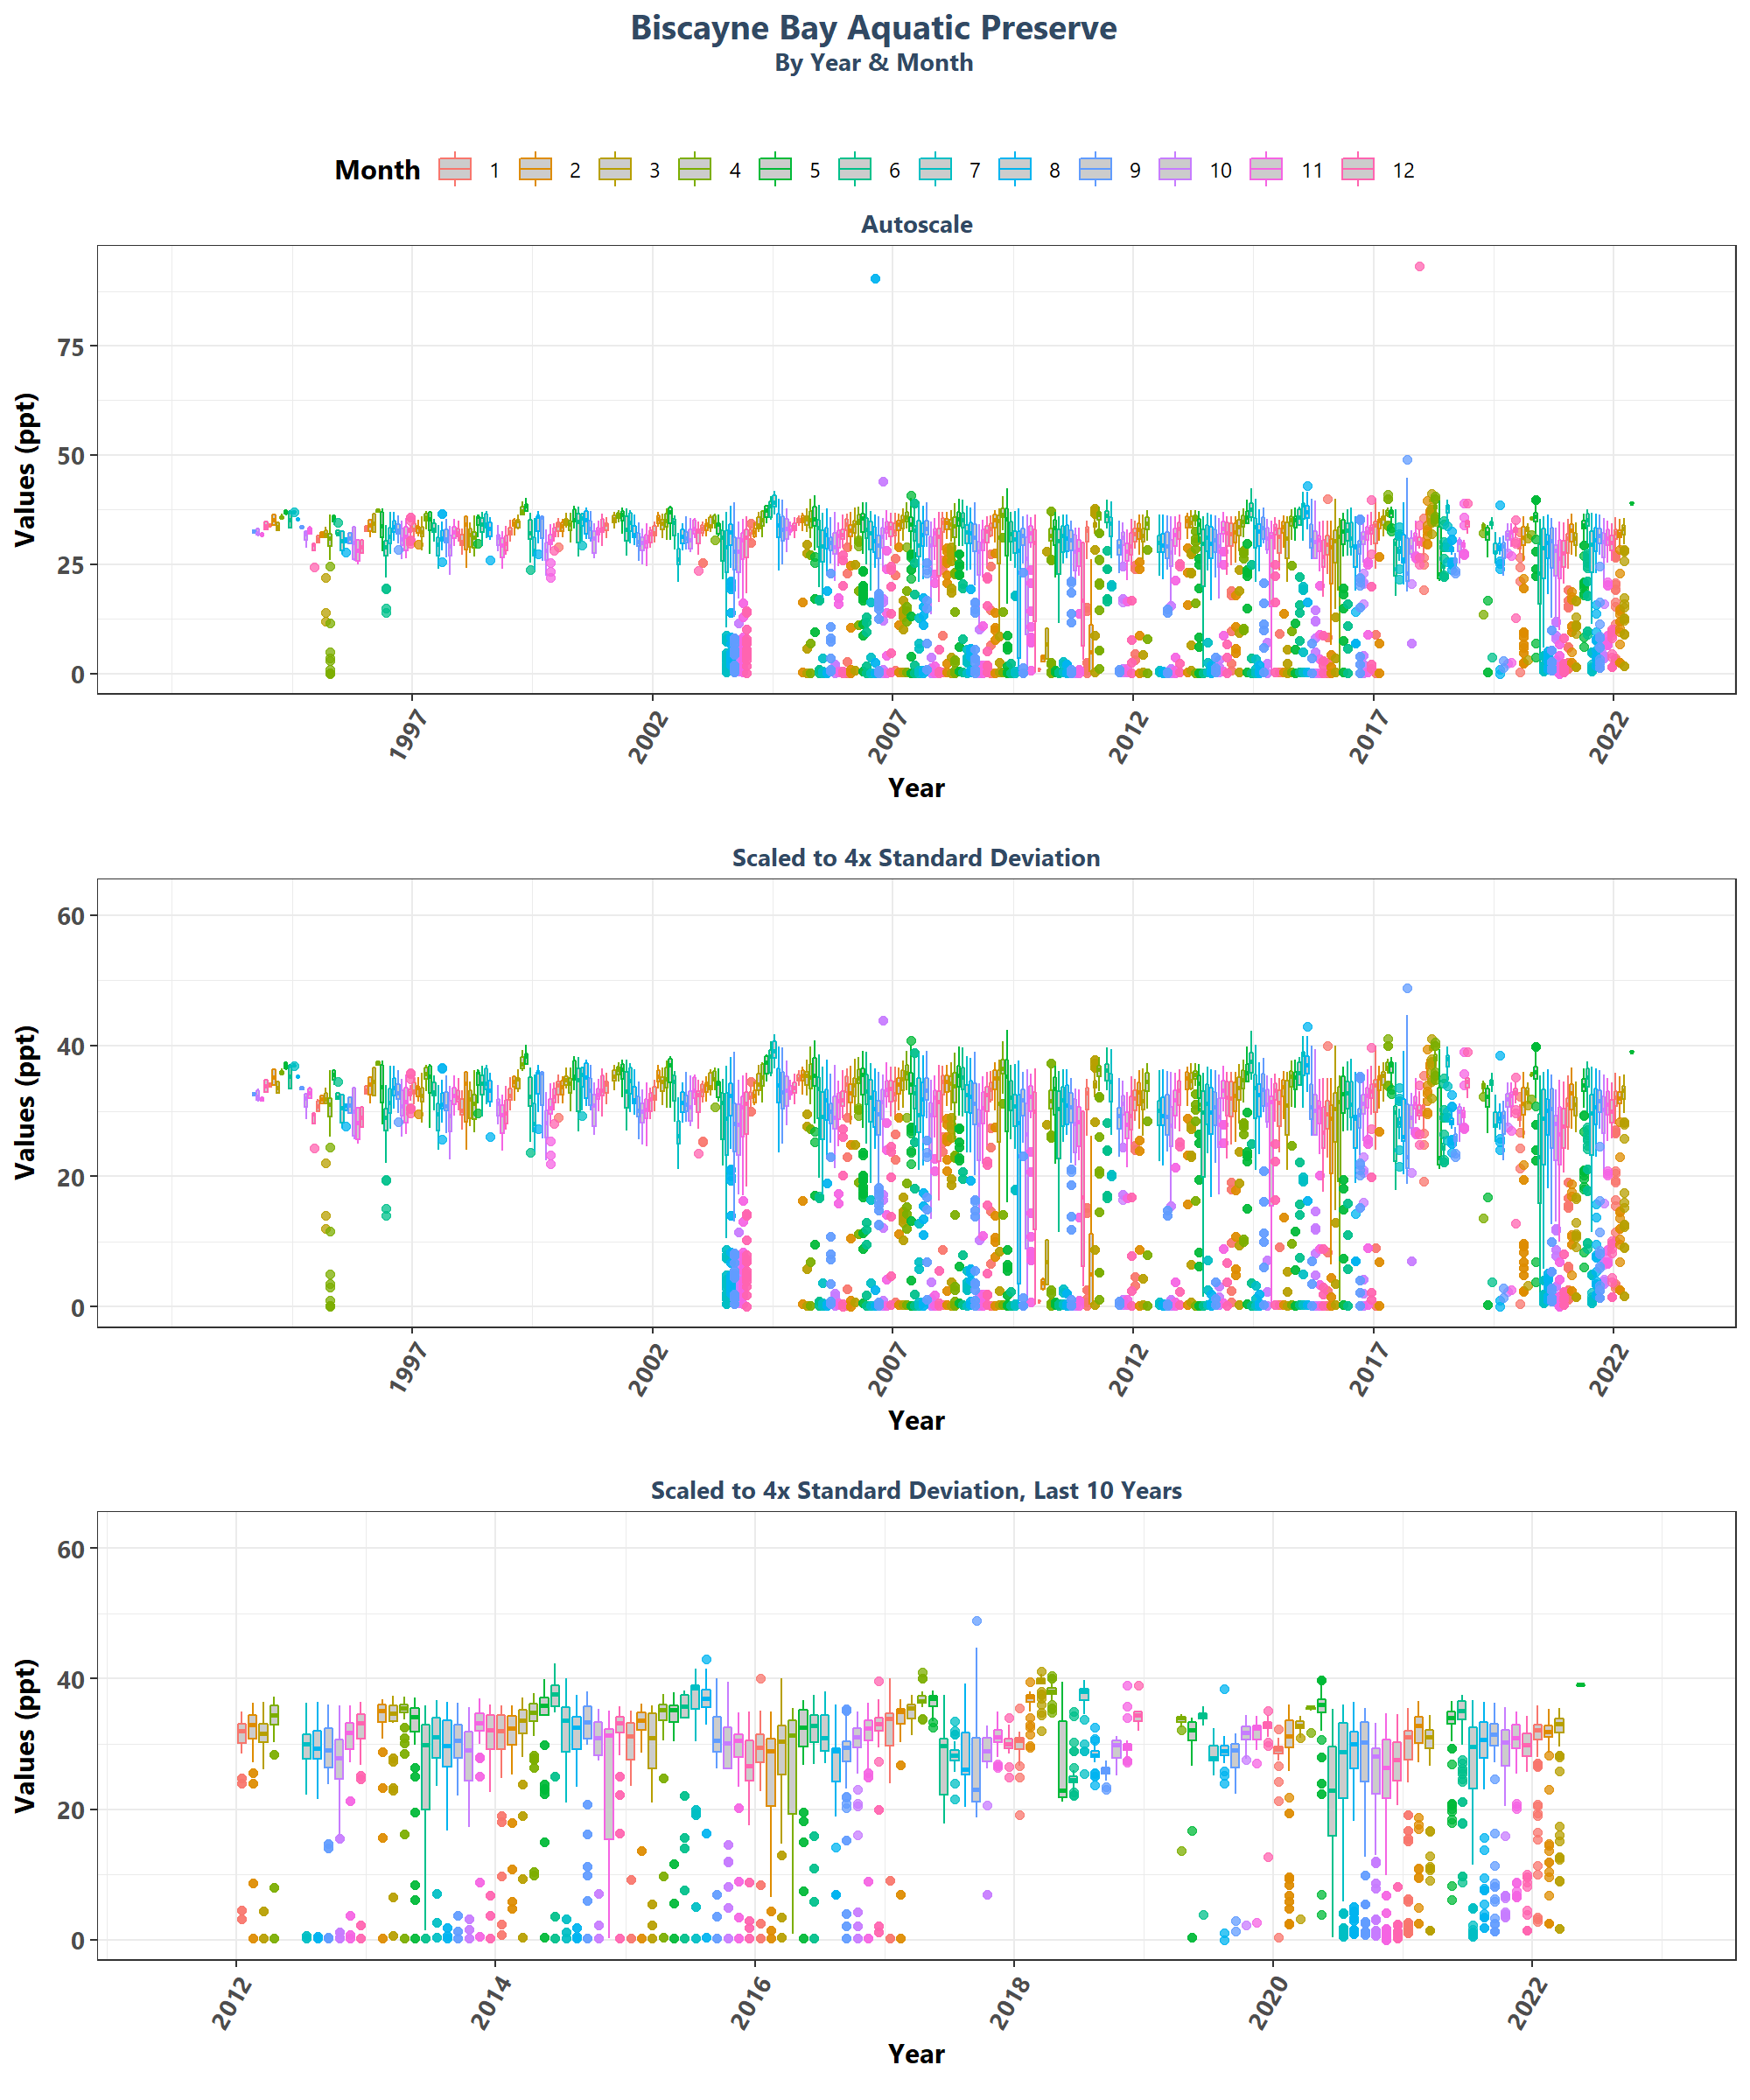 Biscayne Bay Aquatic Preserve
By Year & Month
Month 1 2 3 4 5 6 7 8 9 10 11 12
Autoscale
75
50
25
0
Values (ppt)
1997 2002 2007 2012 2017 2022
Year
Scaled to 4x Standard Deviation
60
40
20
0
Values (ppt)
1997 2002 2007 2012 2017 2022
Year
Scaled to 4x Standard Deviation, Last 10 Years
60
40
20
0
Values (ppt)
2012 2014 2016 2018 2020 2022
Year